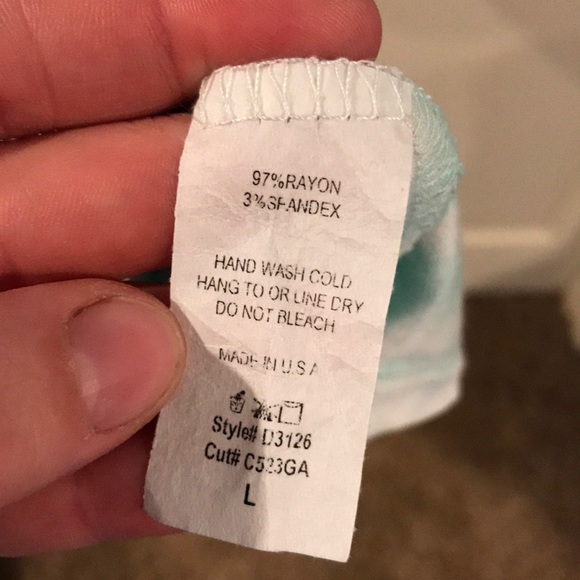 97%RAYON
3%SPANDEX
HAND WASH COLD
HANG TO OR LINE DRY
DO NOT BLEACH
MADE IN U.S.A
Style# D3126
Cut# C523GA
L